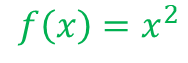 f(x) = x²